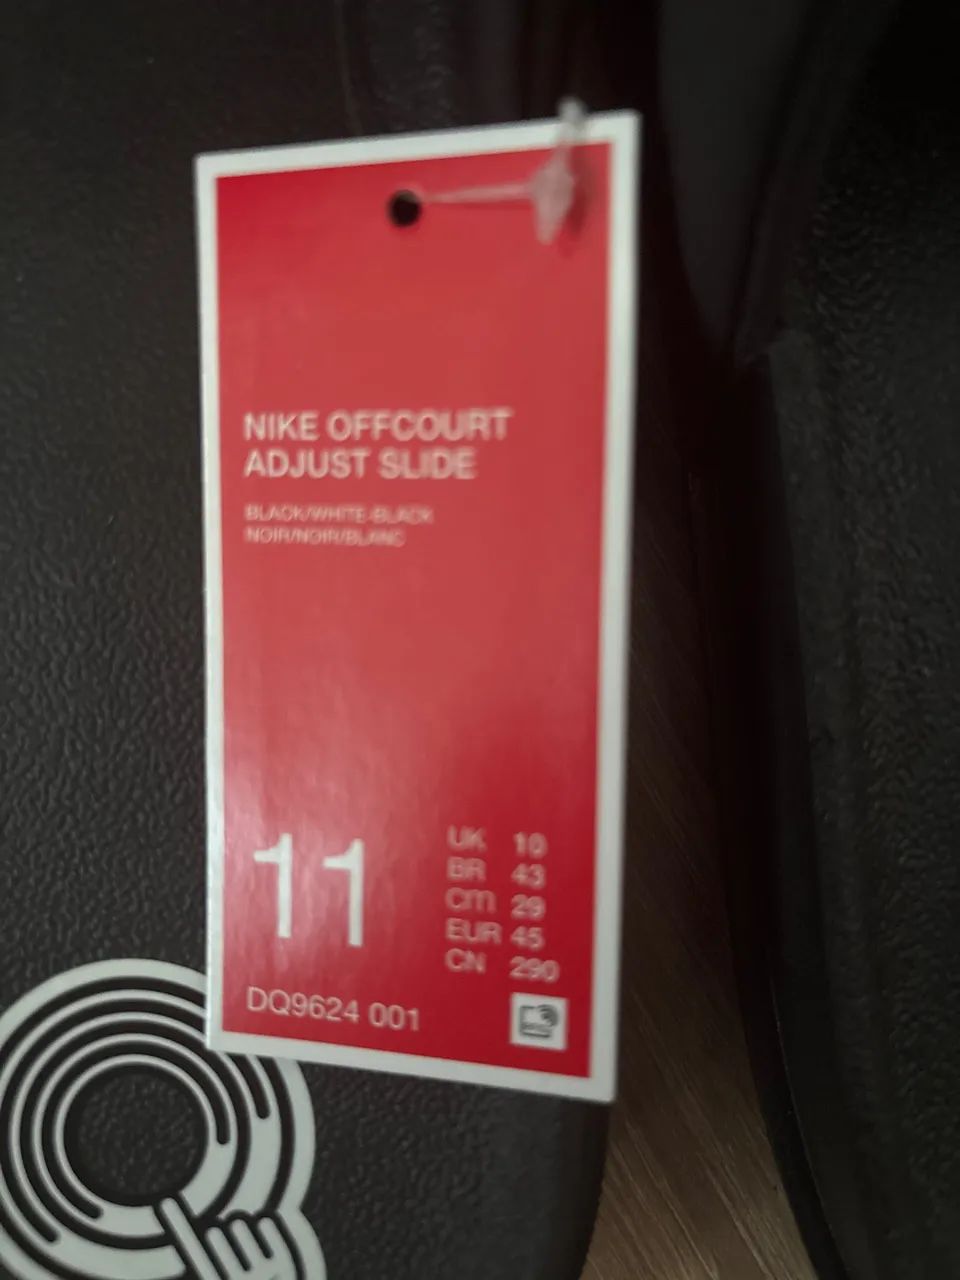 NIKE OFFCOURT
ADJUST SLIDE
BLACK/WHITE-BLACK
NOIR/NOIR/BLANC
11
UK 10
BR 43
cm 29
EUR 45
CN 290
DQ9624 001